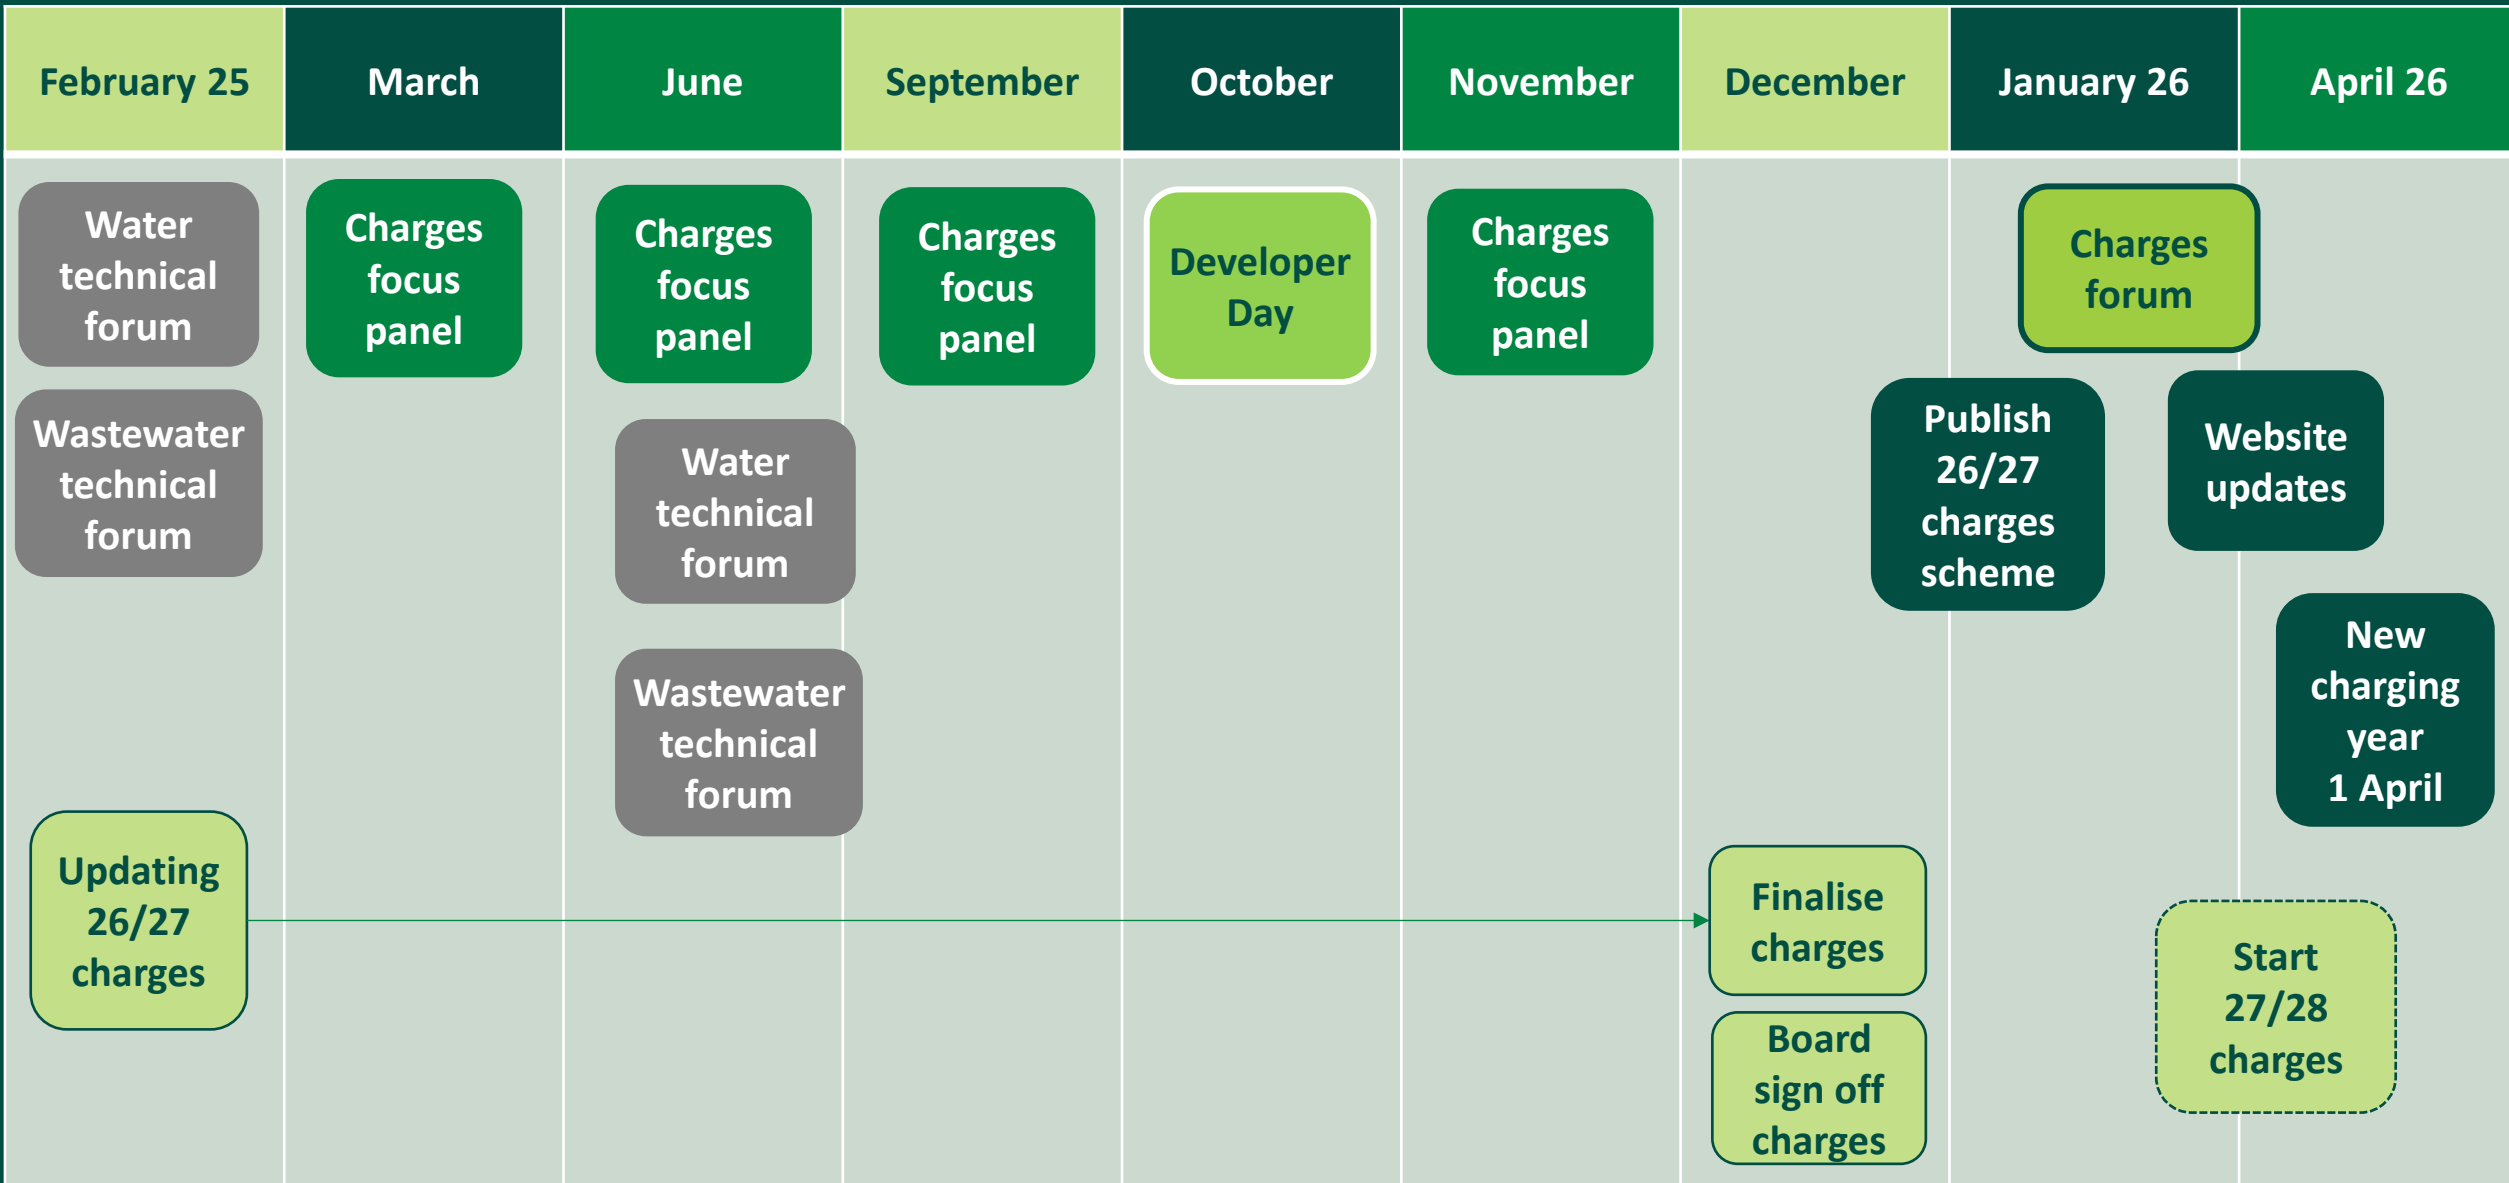 February 25
March
June
September
October
November
December
January 26
April 26
Water
technical
forum
Wastewater
technical
forum
Updating
26/27
charges
Charges
focus
panel
Charges
focus
panel
Water
technical
forum
Wastewater
technical
forum
Charges
focus
panel
Developer
Day
Charges
focus
panel
Finalise
charges
Board
sign off
charges
Charges
forum
Publish
26/27
charges
scheme
Website
updates
New
charging
year
1 April
Start
27/28
charges